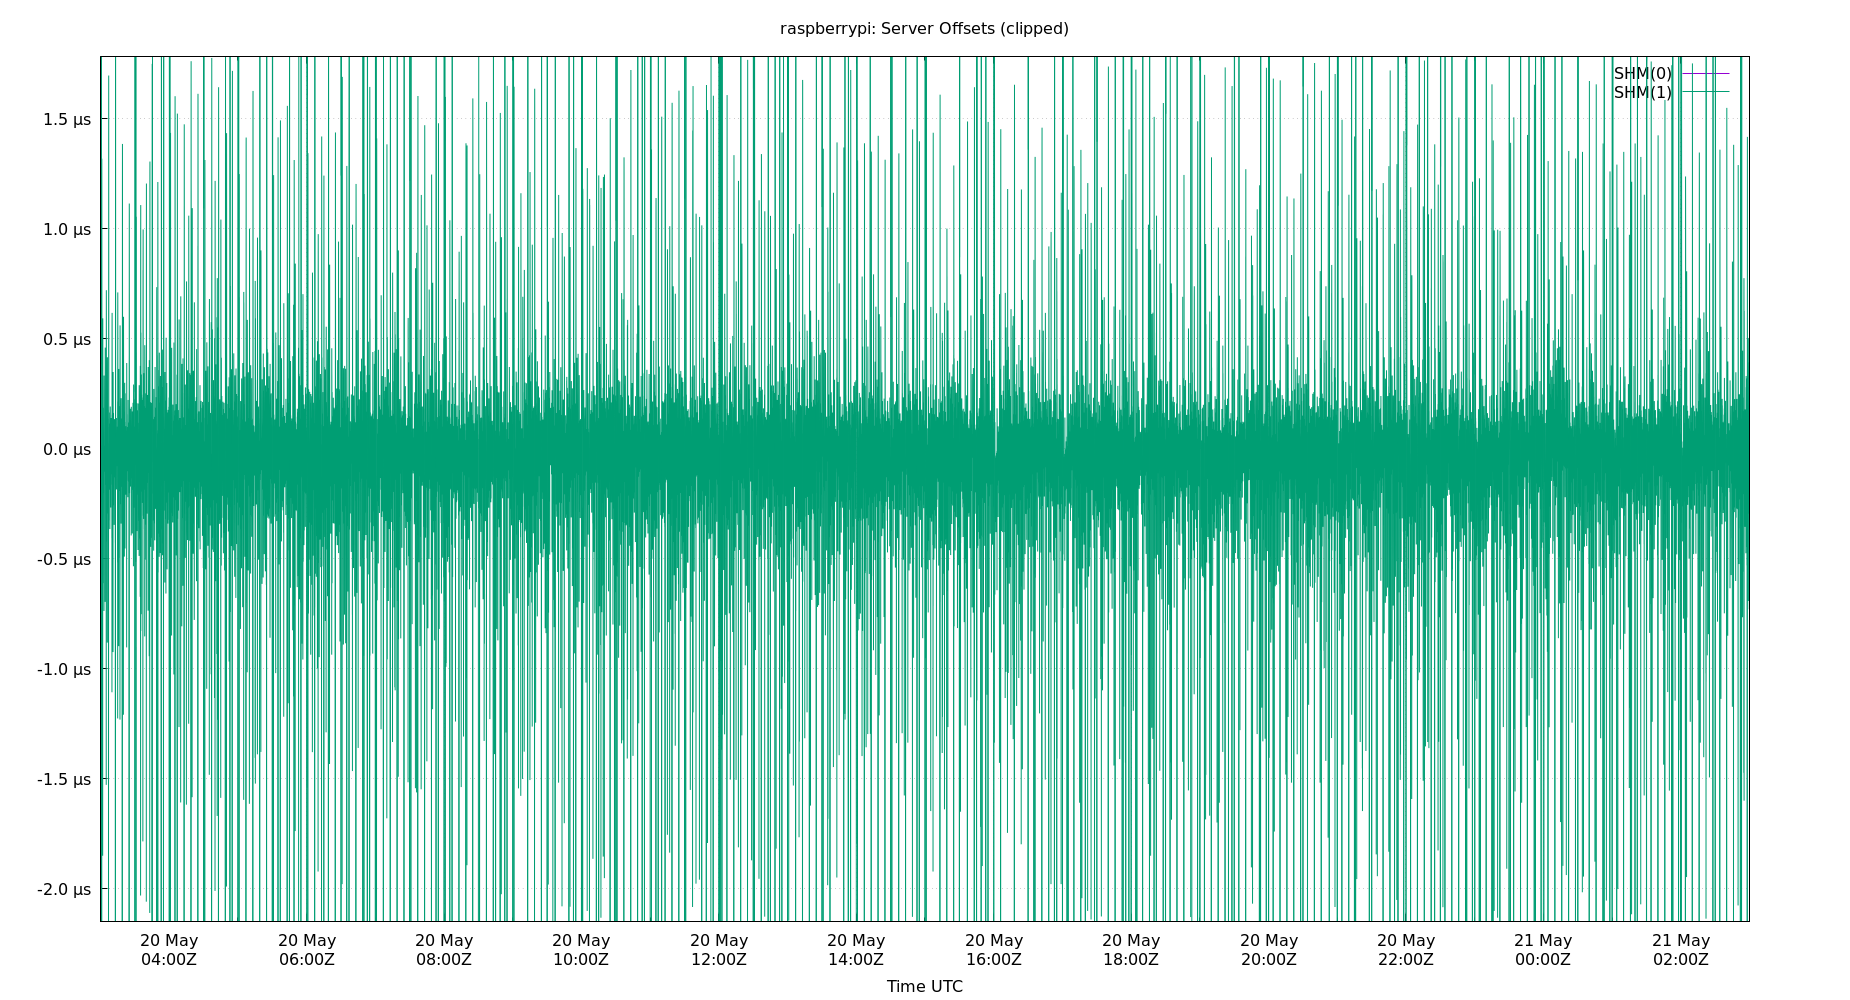 raspberrypi: Server Offsets (clipped)
SHM(0)
SHM(1)
1.5 µs
1.0 µs
0.5 µs
0.0 µs
-0.5 µs
-1.0 µs
-1.5 µs
-2.0 µs
20 May 20 May 20 May 20 May 20 May 20 May 20 May 20 May 20 May 20 May 21 May 21 May
04:00Z 06:00Z 08:00Z 10:00Z 12:00Z 14:00Z 16:00Z 18:00Z 20:00Z 22:00Z 00:00Z 02:00Z
Time UTC